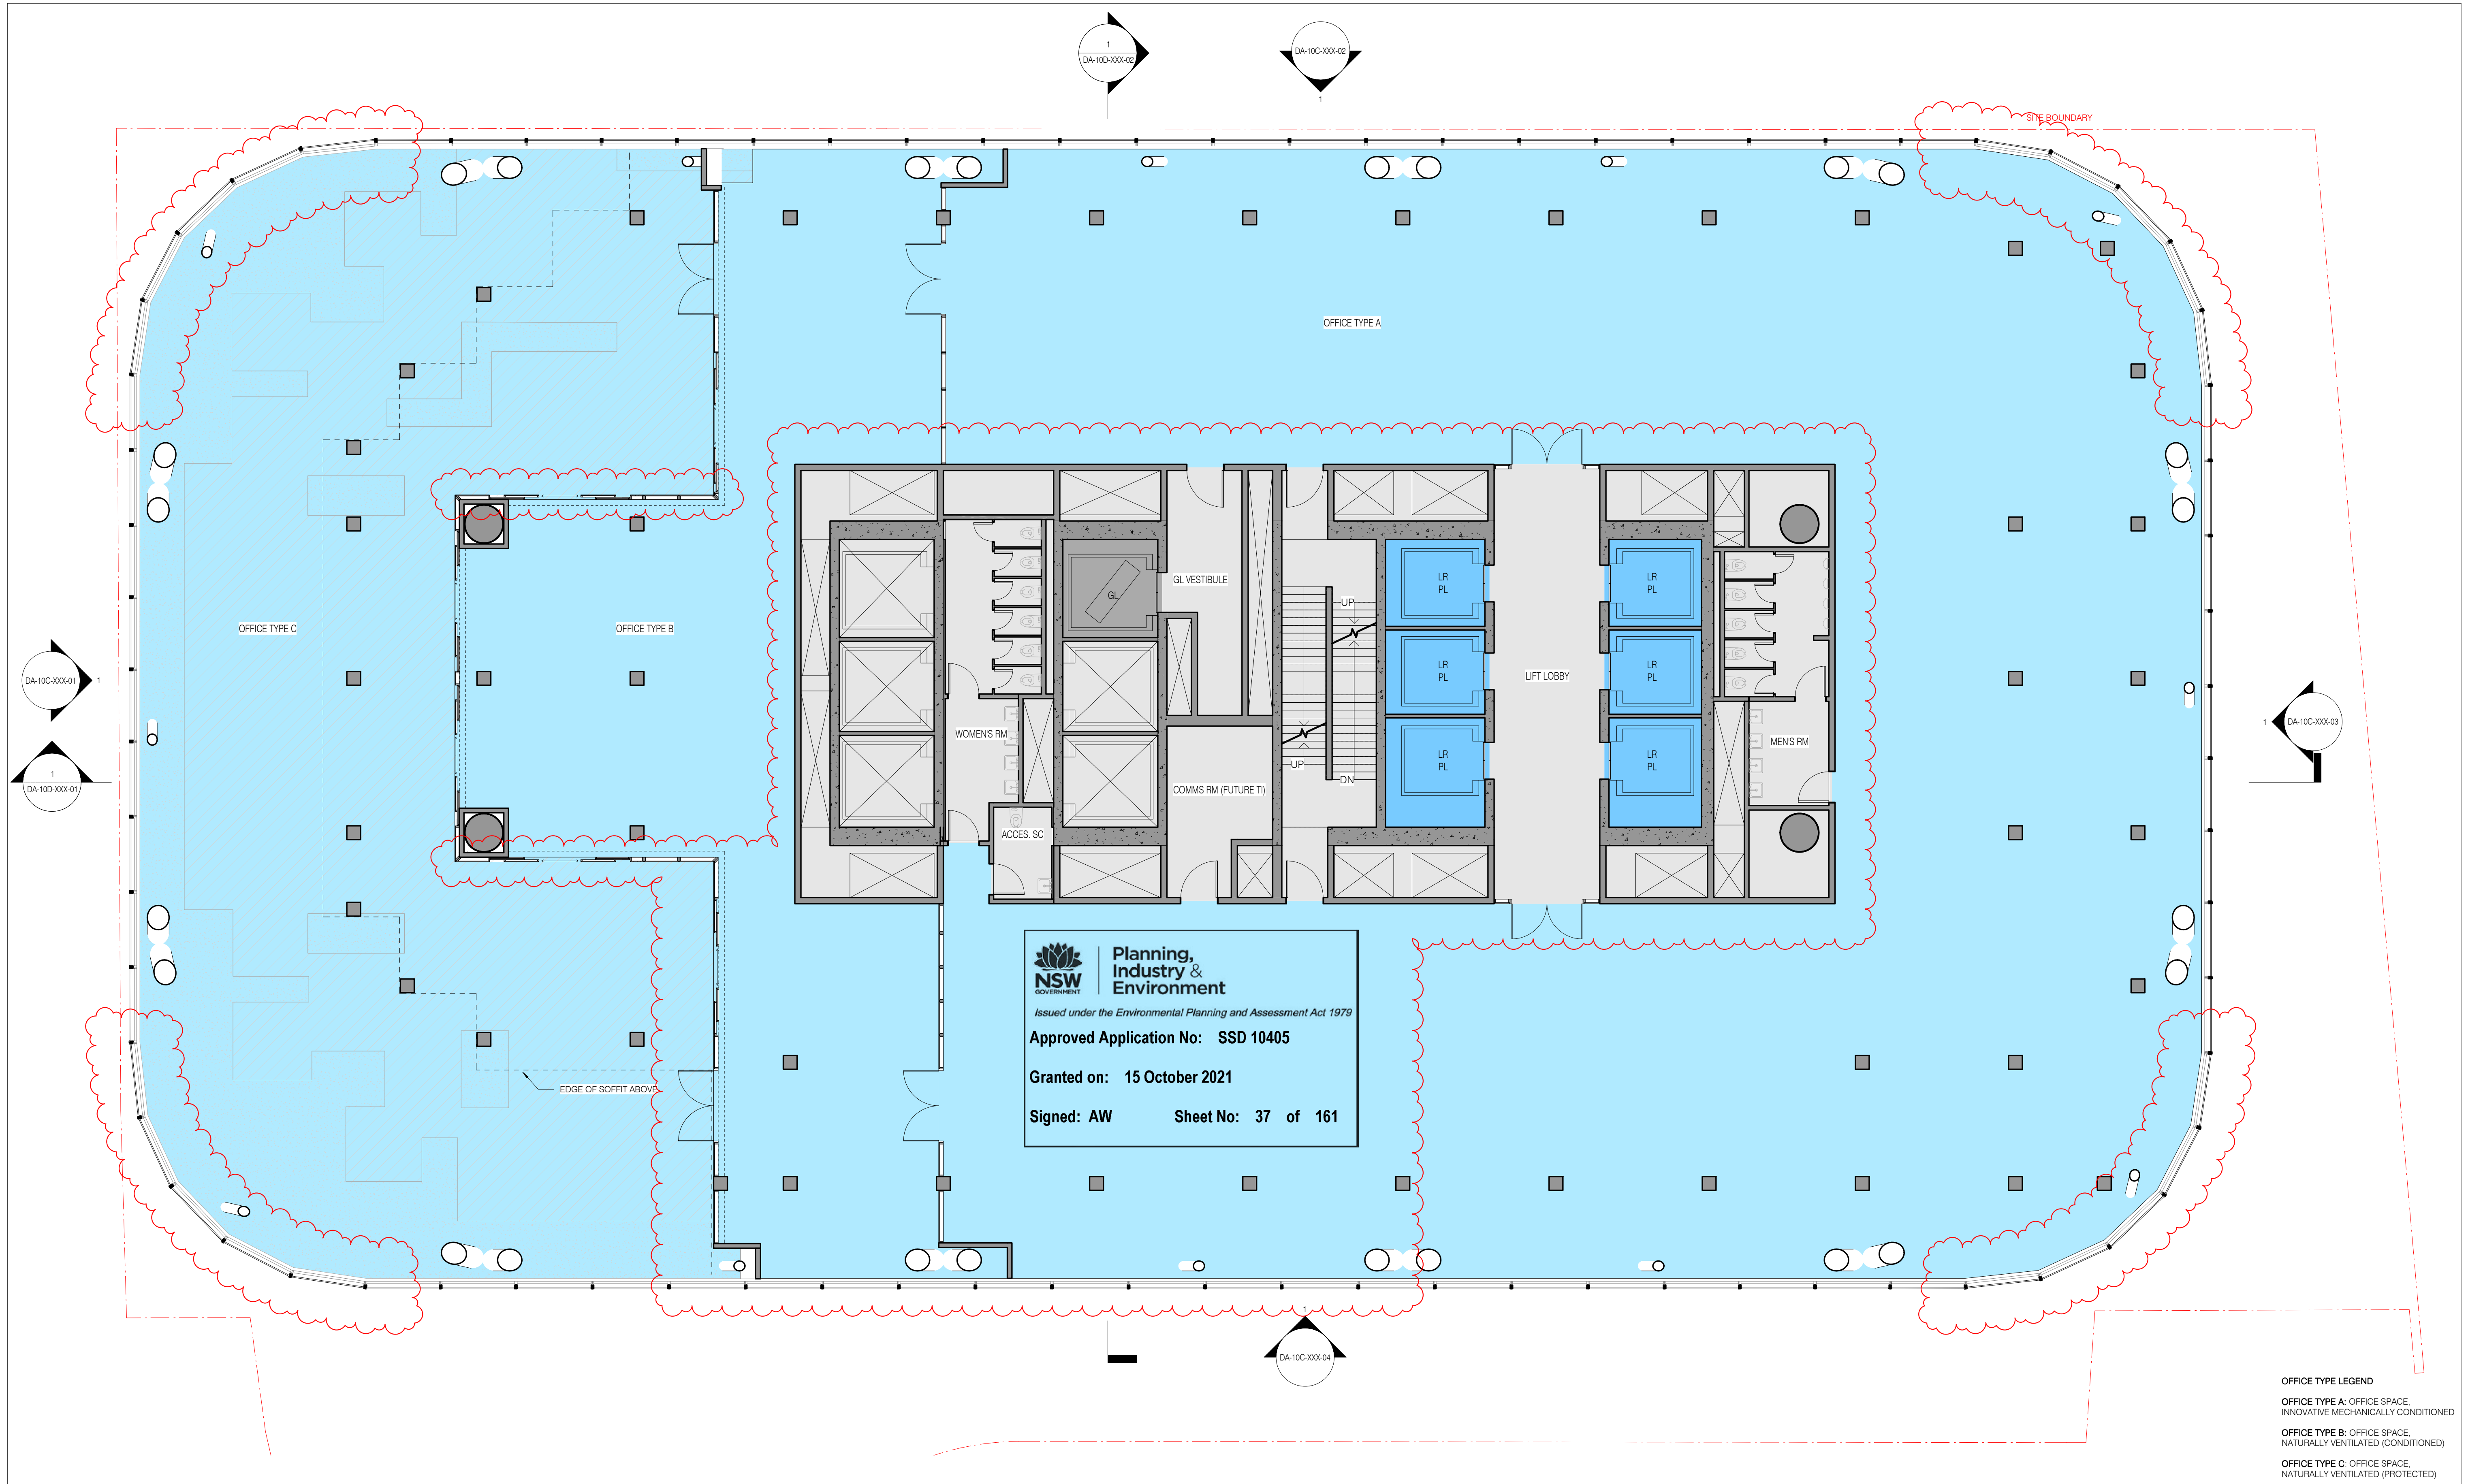 1
DA-10D-XXX-02
DA-10C-XXX-02
1
SITE BOUNDARY
OFFICE TYPE A
OFFICE TYPE C
OFFICE TYPE B
GL
GL VESTIBULE
UP
LR
PL
LR
PL
LR
PL
LR
PL
LR
PL
LR
PL
LIFT LOBBY
WOMEN'S RM
MEN'S RM
UP
DN
COMMS RM (FUTURE TI)
ACCES. SC
DA-10C-XXX-01
1
1
DA-10D-XXX-01
1
DA-10C-XXX-03
NSW
GOVERNMENT
Planning,
Industry &
Environment
Issued under the Environmental Planning and Assessment Act 1979
Approved Application No: SSD 10405
Granted on: 15 October 2021
Signed: AW Sheet No: 37 of 161
EDGE OF SOFFIT ABOVE
1
DA-10C-XXX-04
OFFICE TYPE LEGEND
OFFICE TYPE A: OFFICE SPACE,
INNOVATIVE MECHANICALLY CONDITIONED
OFFICE TYPE B: OFFICE SPACE,
NATURALLY VENTILATED (CONDITIONED)
OFFICE TYPE C: OFFICE SPACE,
NATURALLY VENTILATED (PROTECTED)